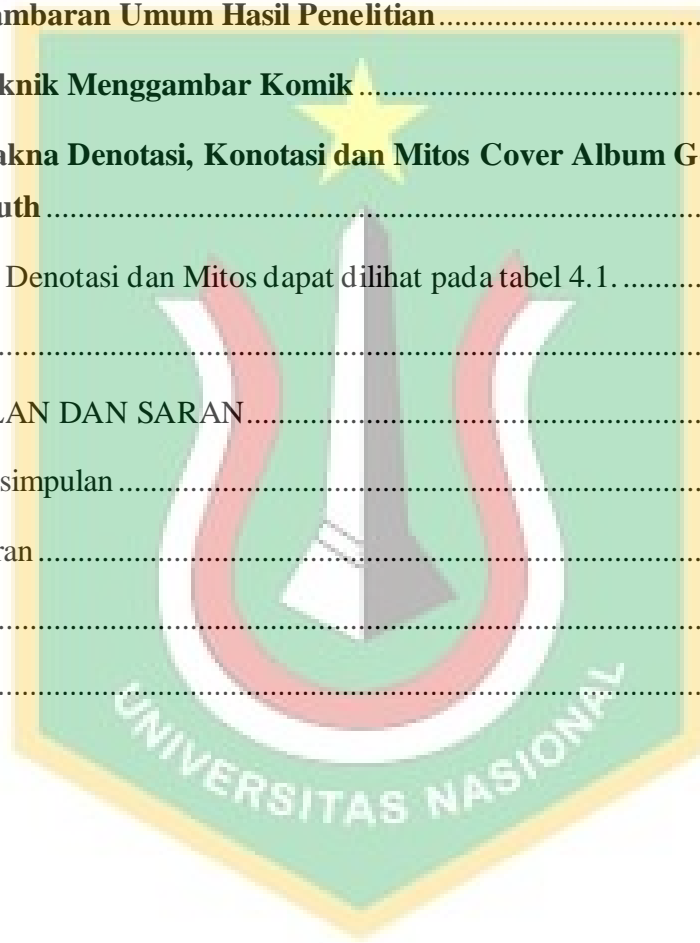 ambaran Umum Hasil Penelitian ........................................
knik Menggambar Komik ........................................
akna Denotasi, Konotasi dan Mitos Cover Album G
uth ........................................
Denotasi dan Mitos dapat dilihat pada tabel 4.1. ..........
........................................
LAN DAN SARAN ........................................
simpulan ........................................
ran ........................................
........................................
........................................
UNIVERSITAS NASIONAL